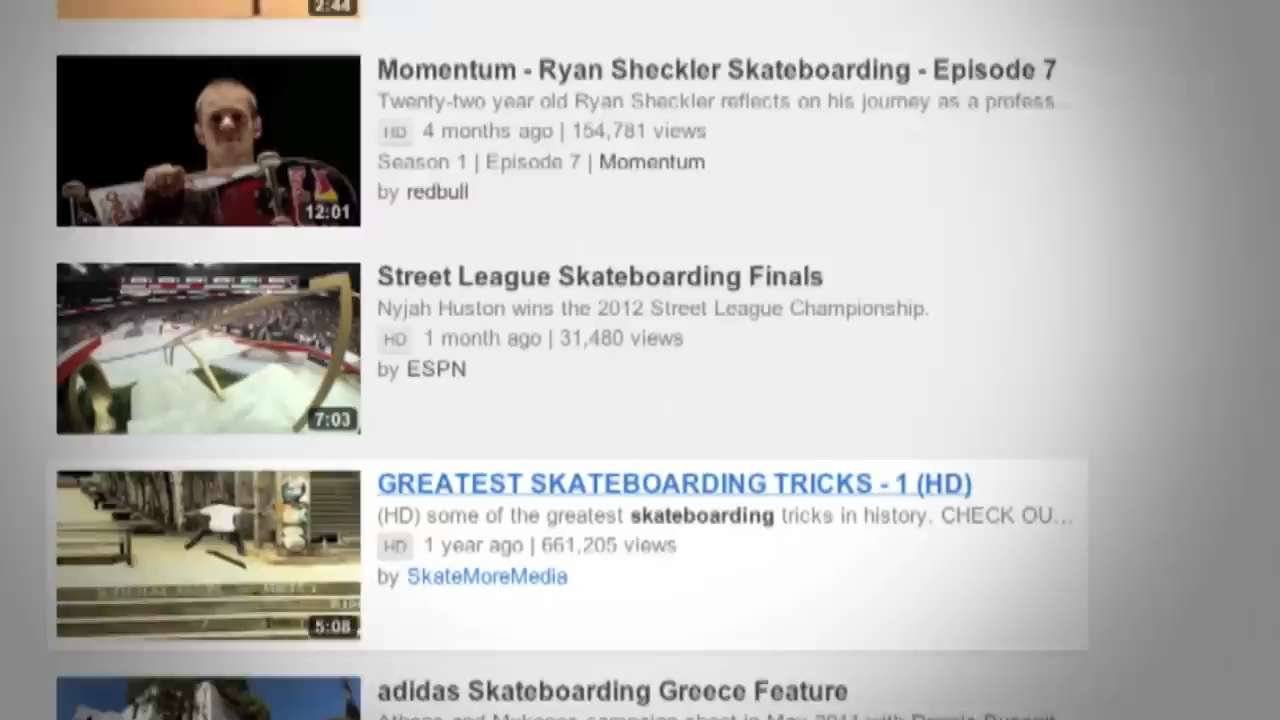 2:44
Momentum - Ryan Sheckler Skateboarding - Episode 7
Twenty-two year old Ryan Sheckler reflects on his journey as a profess...
HD 4 months ago | 154,781 views
Season 1 | Episode 7 | Momentum
by redbull
12:01
Street League Skateboarding Finals
Nyjah Huston wins the 2012 Street League Championship.
HD 1 month ago | 31,480 views
by ESPN
7:03
GREATEST SKATEBOARDING TRICKS - 1 (HD)
(HD) some of the greatest skateboarding tricks in history. CHECK OU...
HD 1 year ago | 661,205 views
by SkateMoreMedia
5:08
adidas Skateboarding Greece Feature